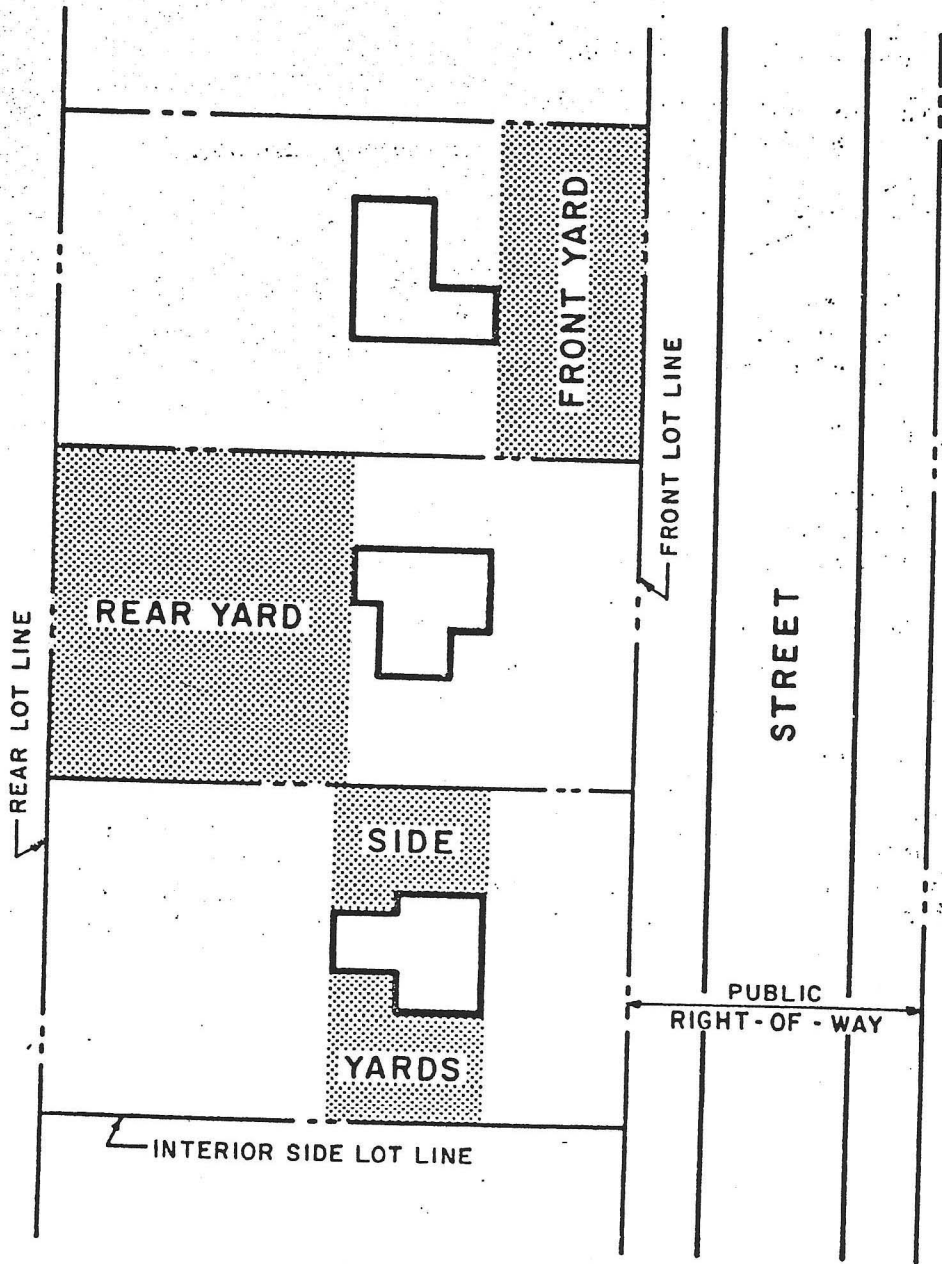 FRONT YARD
FRONT LOT LINE
REAR YARD
REAR LOT LINE
STREET
SIDE
YARDS
PUBLIC
RIGHT-OF-WAY
INTERIOR SIDE LOT LINE